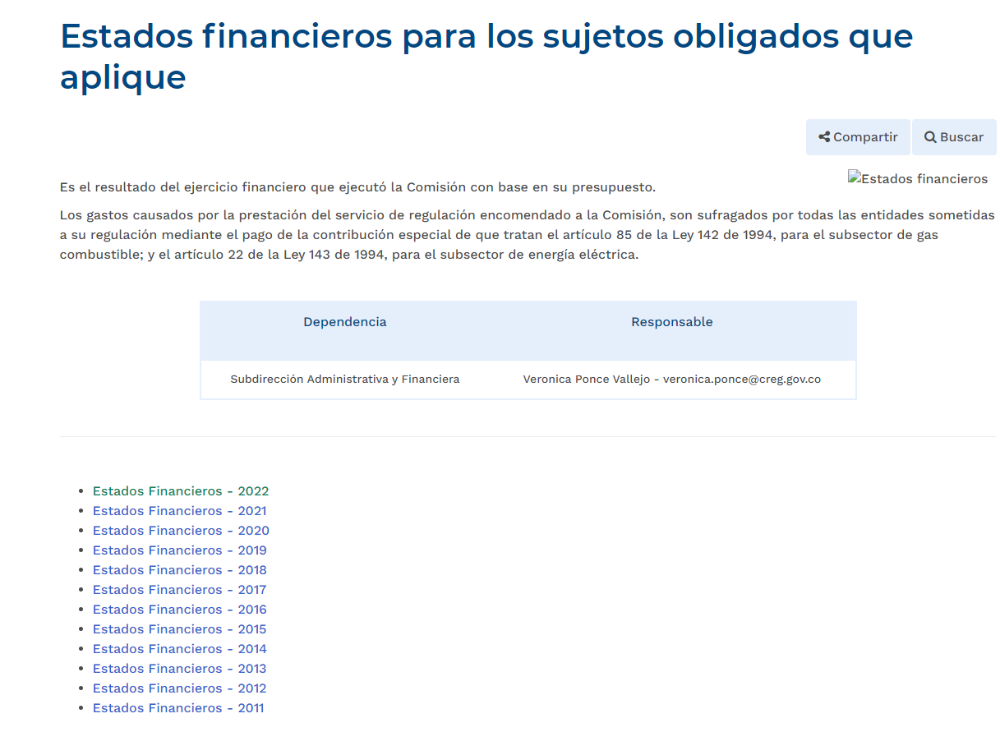 Estados financieros para los sujetos obligados que
aplique
Compartir
Buscar
Estados financieros
Es el resultado del ejercicio financiero que ejecutó la Comisión con base en su presupuesto.
Los gastos causados por la prestación del servicio de regulación encomendado a la Comisión, son sufragados por todas las entidades sometidas
a su regulación mediante el pago de la contribución especial de que tratan el artículo 85 de la Ley 142 de 1994, para el subsector de gas
combustible; y el artículo 22 de la Ley 143 de 1994, para el subsector de energía eléctrica.
Dependencia
Responsable
Subdirección Administrativa y Financiera
Veronica Ponce Vallejo - veronica.ponce@creg.gov.co
Estados Financieros - 2022
Estados Financieros - 2021
Estados Financieros - 2020
Estados Financieros - 2019
Estados Financieros - 2018
Estados Financieros - 2017
Estados Financieros - 2016
Estados Financieros - 2015
Estados Financieros - 2014
Estados Financieros - 2013
Estados Financieros - 2012
Estados Financieros - 2011